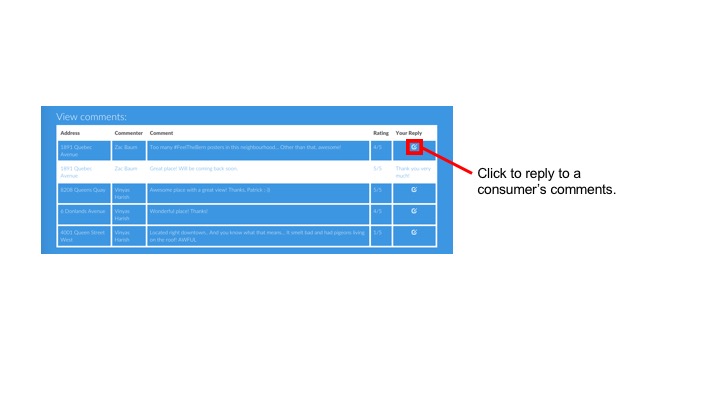 View comments:
Address Commenter Comment Rating Your Reply
1891 Quebec Zac Baum Too many #FeelTheBern posters in this neighbourhood... Other than that, awesome! 4/5
Avenue
1891 Quebec Zac Baum Great place! Will be coming back soon. 5/5 Thank you very
Avenue much!
8208 Queens Quay Vinyas Awesome place with a great view! Thanks, Patrick :-)) 5/5
Harish
6 Dorilands Avenue Vinyas Wonderful place! Thanks! 4/5
Harish
4001 Queen Street Vinyas Located right downtown.. And you know what that means... It smelt bad and had pigeons living 1/5
West Harish on the roof! AWFUL
Click to reply to a
consumer's comments.